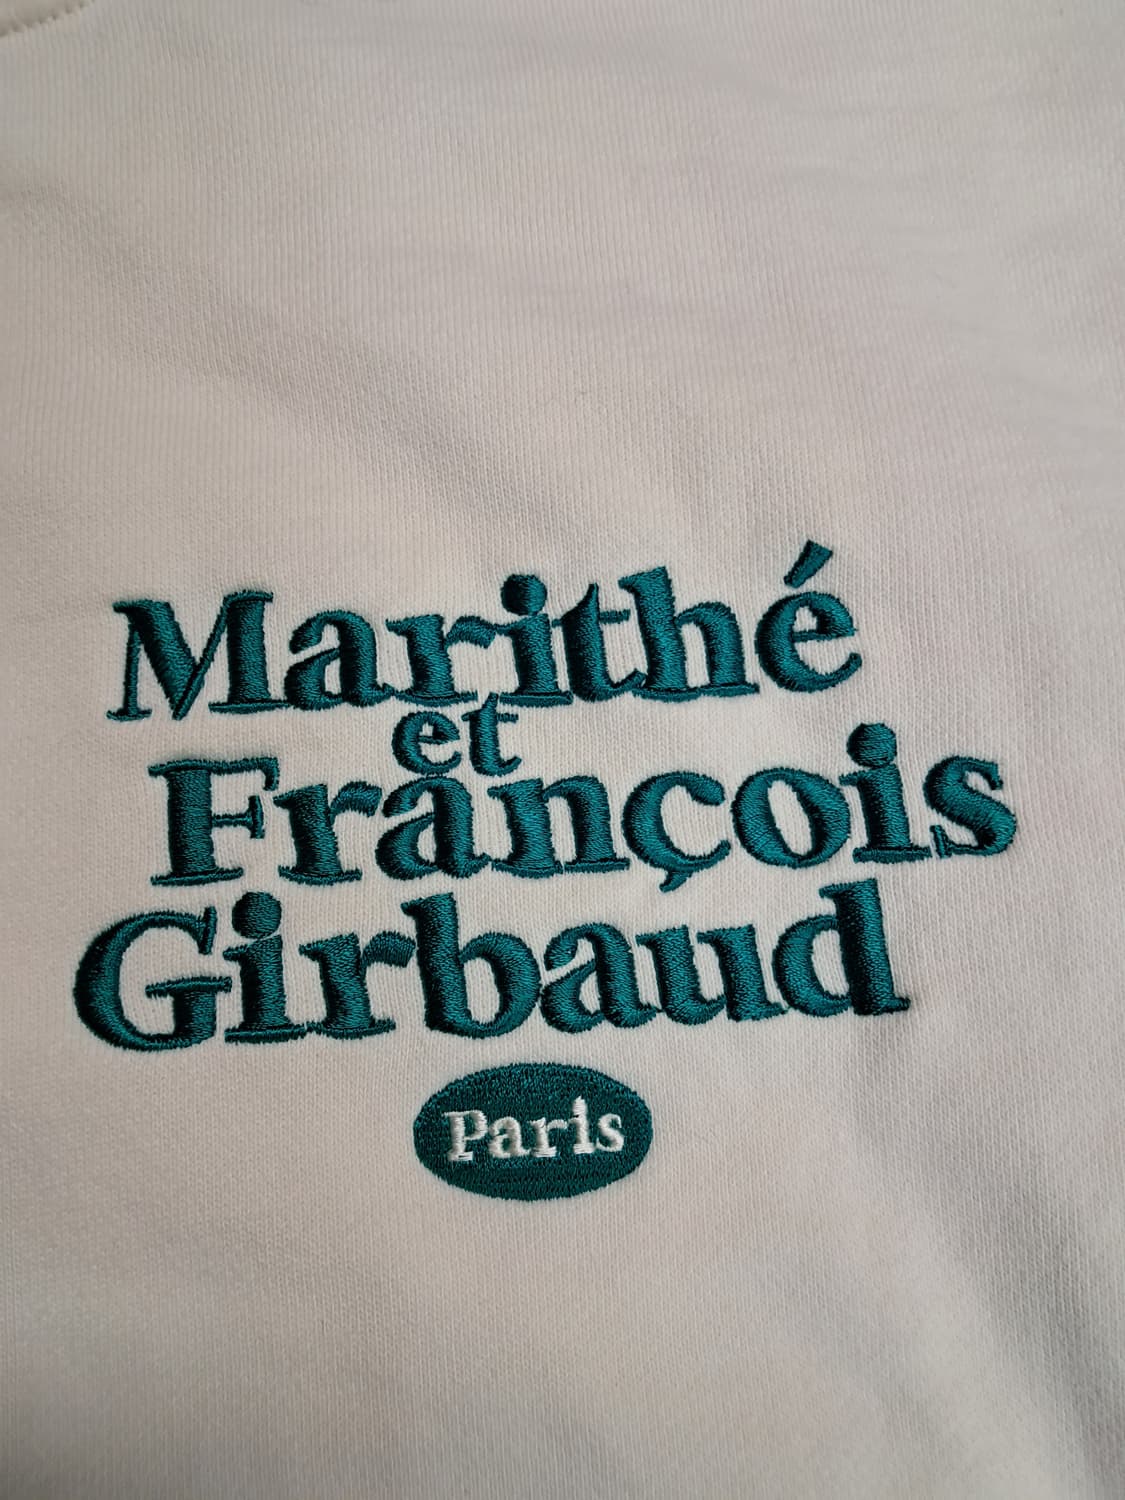 Marithé
et
François
Girbaud
Paris